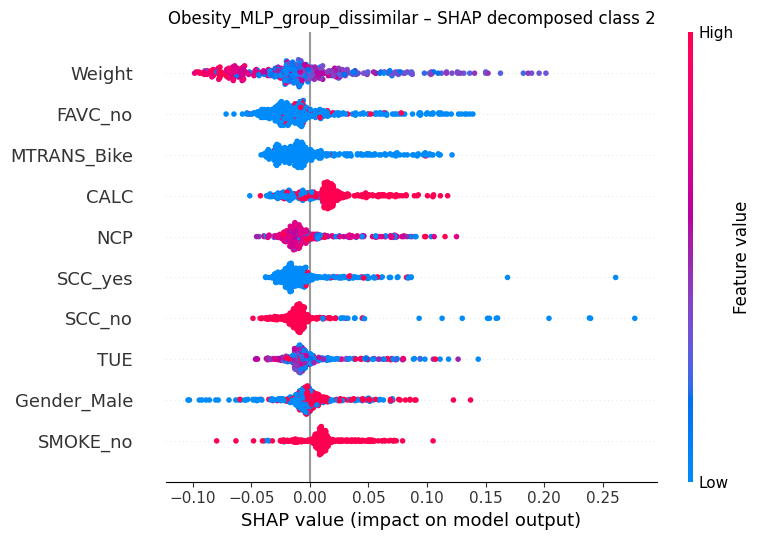 Obesity_MLP_group_dissimilar – SHAP decomposed class 2
High
Weight
FAVC_no
MTRANS_Bike
CALC
NCP
SCC_yes
SCC_no
TUE
Gender_Male
SMOKE_no
Feature value
Low
−0.10 −0.05 0.00 0.05 0.10 0.15 0.20 0.25
SHAP value (impact on model output)